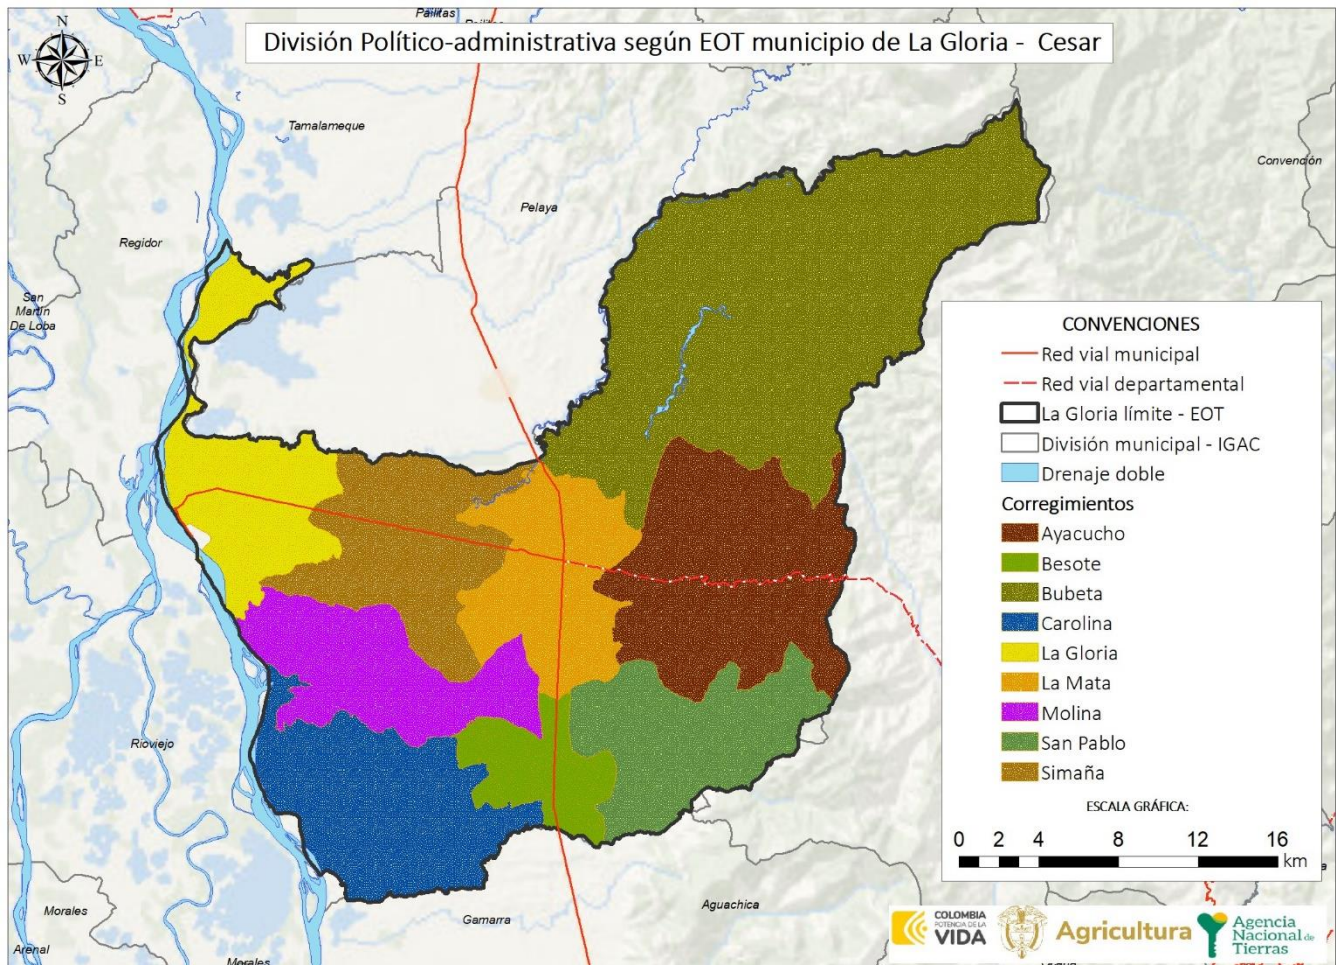 Pailitas
División Político-administrativa según EOT municipio de La Gloria - Cesar
N
W
E
S
Tamalameque
Convención
Pelaya
Regidor
San
Martín
De Loba
CONVENCIONES
Red vial municipal
Red vial departamental
La Gloria límite - EOT
División municipal - IGAC
Drenaje doble
Corregimientos
Ayacucho
Besote
Bubeta
Carolina
La Gloria
La Mata
Molina
San Pablo
Simaña
ESCALA GRÁFICA:
0 2 4 8 12 16
km
Rioviejo
Morales
Gamarra
Aguachica
Arenal
Morales
COLOMBIA
POTENCIA DE LA
VIDA
Agricultura
Agencia
Nacional de
Tierras